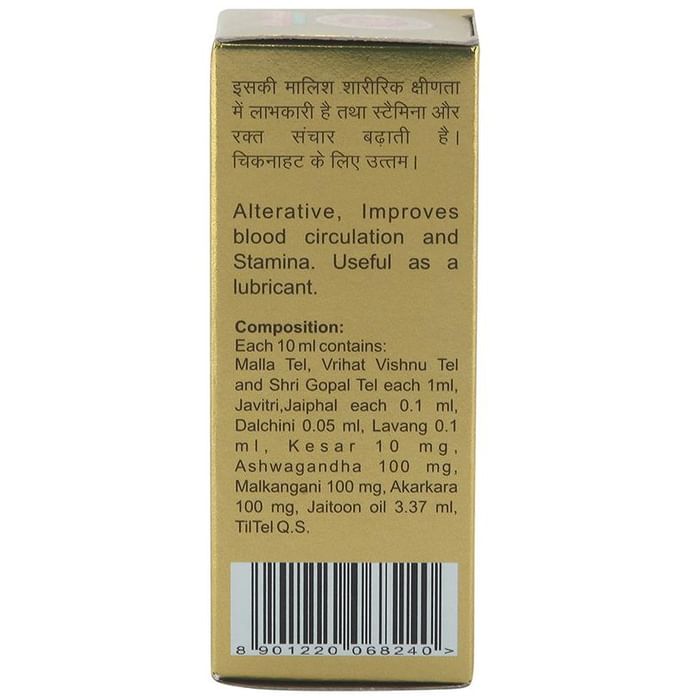 इसकी मालिश शारीरिक क्षीणता
में लाभकारी है तथा स्टैमिना और
रक्त संचार बढ़ाती है।
चिकनाहट के लिए उत्तम।
Alterative, Improves
blood circulation and
Stamina. Useful as a
lubricant.
Composition:
Each 10 ml contains:
Malla Tel, Vrihat Vishnu Tel
and Shri Gopal Tel each 1ml,
Javitri,Jaiphal each 0.1 ml,
Dalchini 0.05 ml, Lavang 0.1
ml, Kesar 10 mg,
Ashwagandha 100 mg,
Malkangani 100 mg, Akarkara
100 mg, Jaitoon oil 3.37 ml,
TilTel Q.S.
8 901220 068240 >